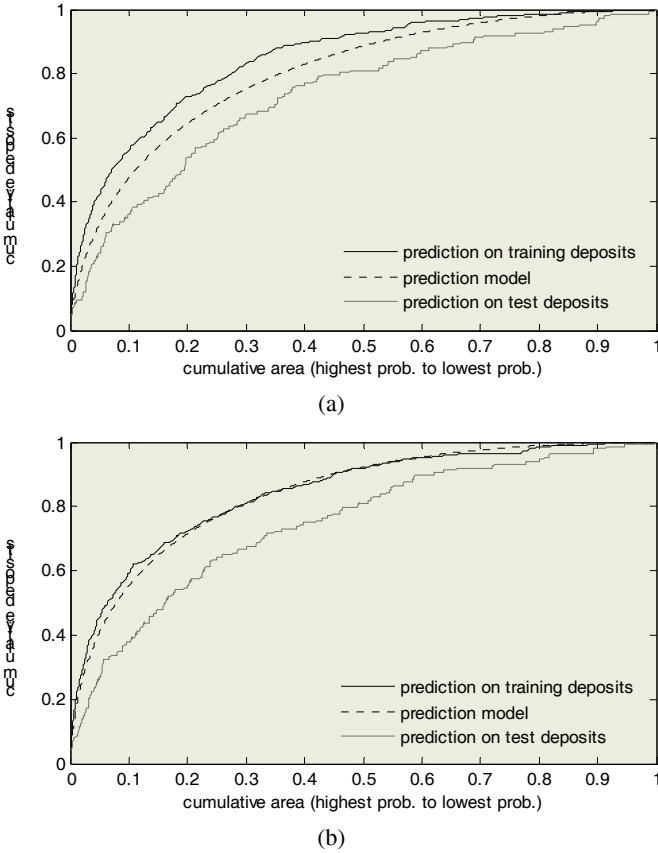 1
0.8
0.6
0.4
0.2
0
cumulative deposits
prediction on training deposits
prediction model
prediction on test deposits
0 0.1 0.2 0.3 0.4 0.5 0.6 0.7 0.8 0.9 1
cumulative area (highest prob. to lowest prob.)
(a)
1
0.8
0.6
0.4
0.2
0
cumulative deposits
prediction on training deposits
prediction model
prediction on test deposits
0 0.1 0.2 0.3 0.4 0.5 0.6 0.7 0.8 0.9 1
cumulative area (highest prob. to lowest prob.)
(b)